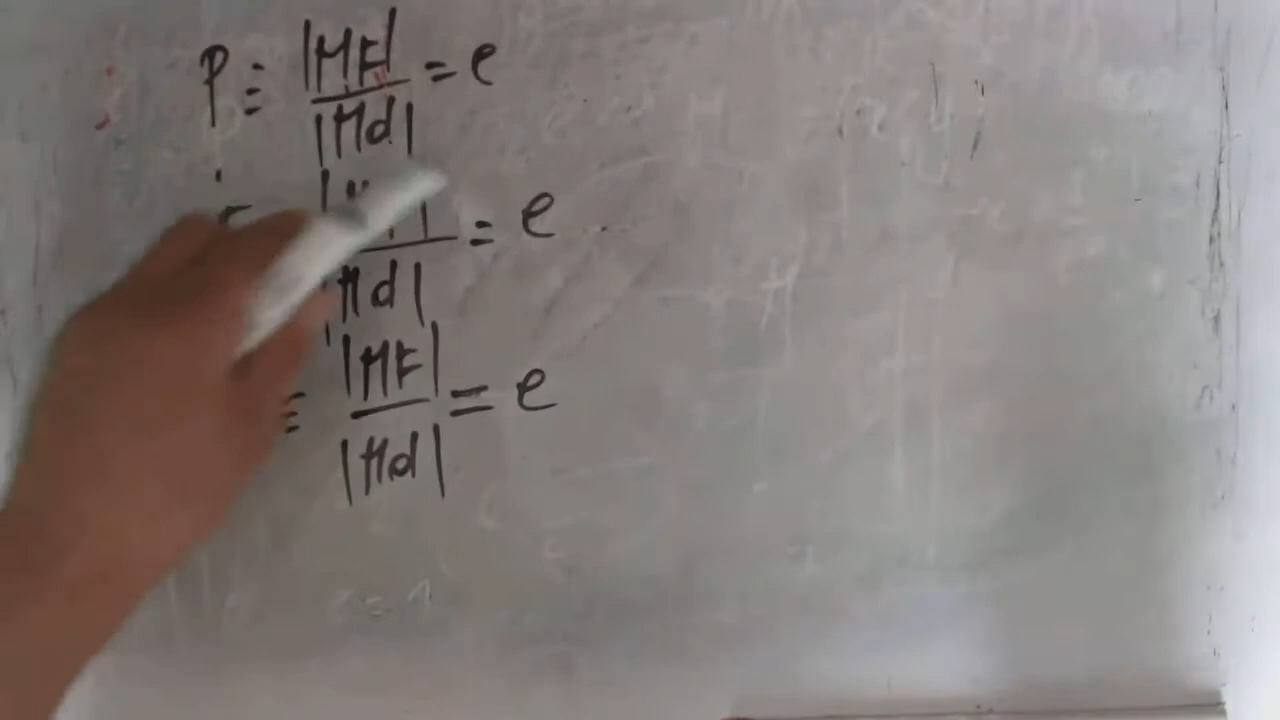 P ≡ |MF| / |Md| = e
/ |Md| = e
≡ |MF| / |Md| = e